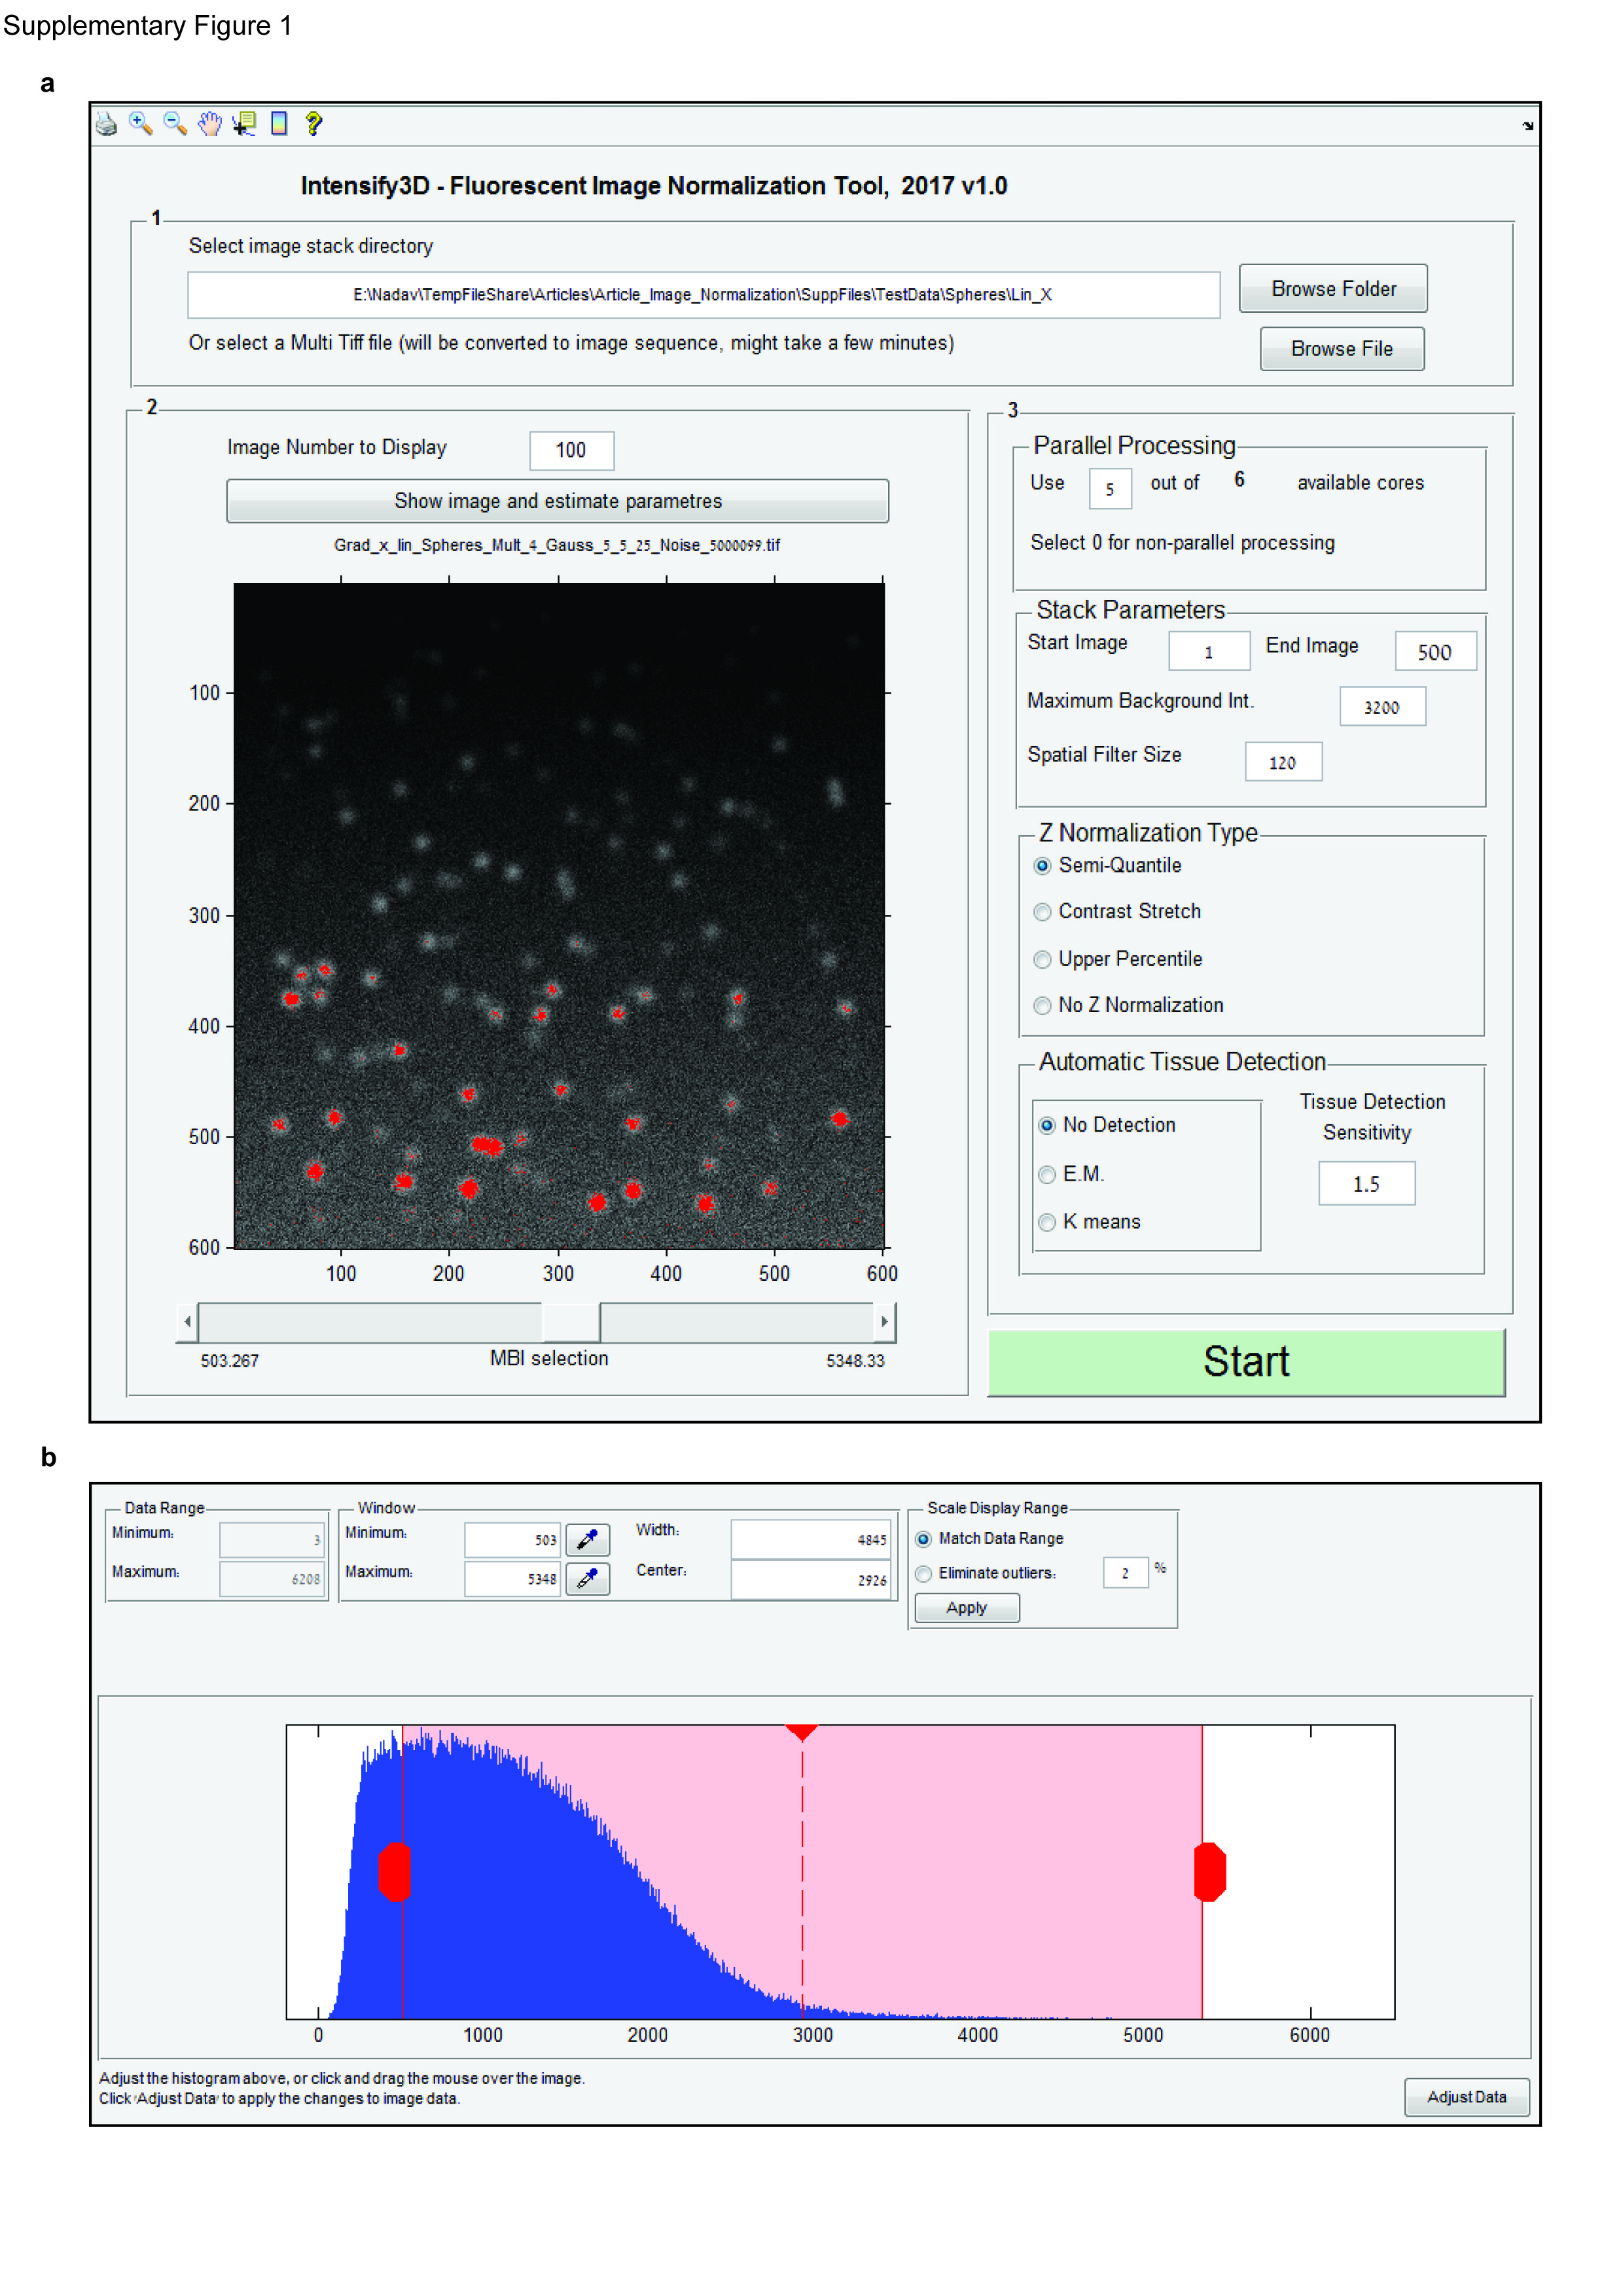 Supplementary Figure 1
a
Intensify3D - Fluorescent Image Normalization Tool, 2017 v1.0
1
Select image stack directory
E:\Nadav\TempFileShare\Articles\Article_Image_Normalization\SuppFiles\TestData\Spheres\Lin_X
Browse Folder
Or select a Multi Tiff file (will be converted to image sequence, might take a few minutes)
Browse File
2
Image Number to Display 100
Show image and estimate parametres
Grad_x_lin_Spheres_Mult_4_Gauss_5_5_25_Noise_5000099.tif
100
200
300
400
500
600
100 200 300 400 500 600
503.267 MBI selection 5348.33
3
Parallel Processing
Use 5 out of 6 available cores
Select 0 for non-parallel processing
Stack Parameters
Start Image 1 End Image 500
Maximum Background Int. 3200
Spatial Filter Size 120
Z Normalization Type
Semi-Quantile
Contrast Stretch
Upper Percentile
No Z Normalization
Automatic Tissue Detection
No Detection
E.M.
K means
Tissue Detection
Sensitivity
1.5
Start
b
Data Range
Minimum: 3
Maximum: 6208
Window
Minimum: 503 Width: 4845
Maximum: 5348 Center: 2926
Scale Display Range
Match Data Range
Eliminate outliers: 2 %
Apply
0 1000 2000 3000 4000 5000 6000
Adjust the histogram above, or click and drag the mouse over the image.
Click 'Adjust Data' to apply the changes to image data.
Adjust Data